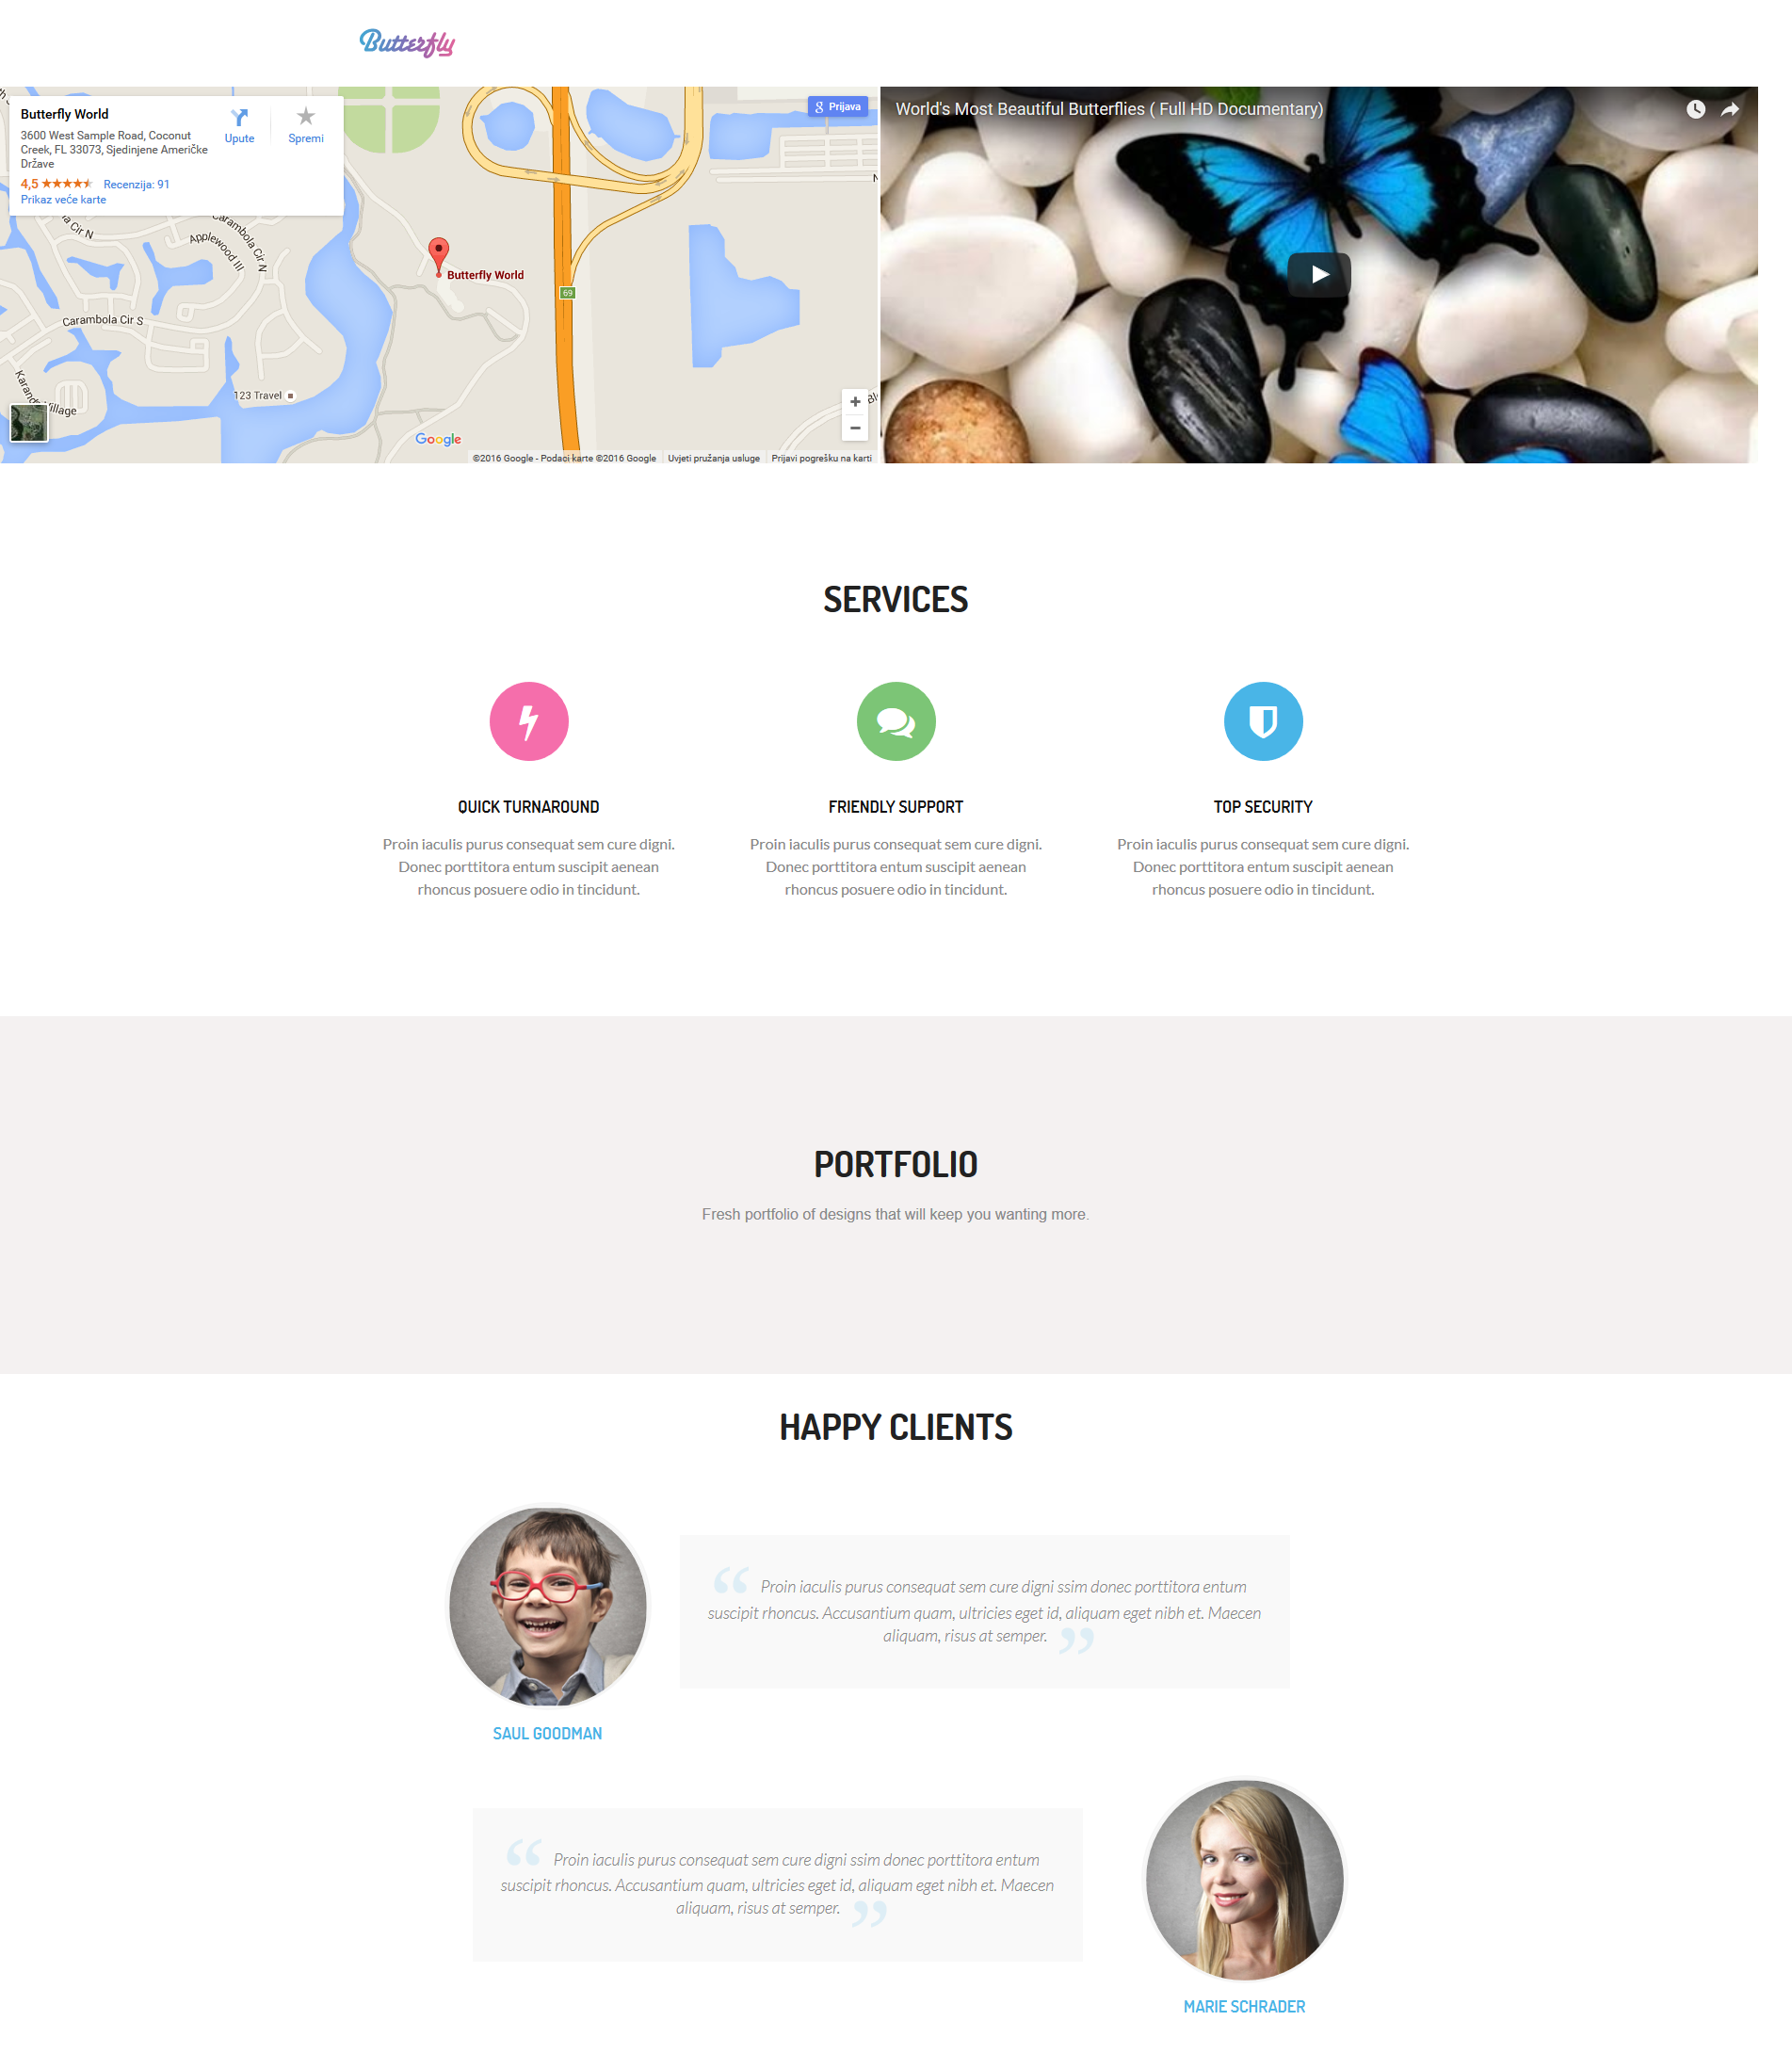 Butterfly
Butterfly World
3600 West Sample Road, Coconut
Creek, FL 33073, Sjedinjene Američke
Države
4,5
Recenzija: 91
Prikaz veće karte
Upute
Spremi
Prijava
Cir N
Applewood III
Carambola Cir N
Carambola Cir S
Butterfly World
69
123 Travel
Village
Google
©2016 Google - Podaci karte ©2016 Google
Uvjeti pružanja usluge
Prijavi pogrešku na karti
World's Most Beautiful Butterflies ( Full HD Documentary)
SERVICES
QUICK TURNAROUND
Proin iaculis purus consequat sem cure digni.
Donec porttitora entum suscipit aenean
rhoncus posuere odio in tincidunt.
FRIENDLY SUPPORT
Proin iaculis purus consequat sem cure digni.
Donec porttitora entum suscipit aenean
rhoncus posuere odio in tincidunt.
TOP SECURITY
Proin iaculis purus consequat sem cure digni.
Donec porttitora entum suscipit aenean
rhoncus posuere odio in tincidunt.
PORTFOLIO
Fresh portfolio of designs that will keep you wanting more.
HAPPY CLIENTS
“ Proin iaculis purus consequat sem cure digni ssim donec porttitora entum
suscipit rhoncus. Accusantium quam, ultricies eget id, aliquam eget nibh et. Maecen
aliquam, risus at semper. ”
SAUL GOODMAN
“ Proin iaculis purus consequat sem cure digni ssim donec porttitora entum
suscipit rhoncus. Accusantium quam, ultricies eget id, aliquam eget nibh et. Maecen
aliquam, risus at semper. ”
MARIE SCHRADER